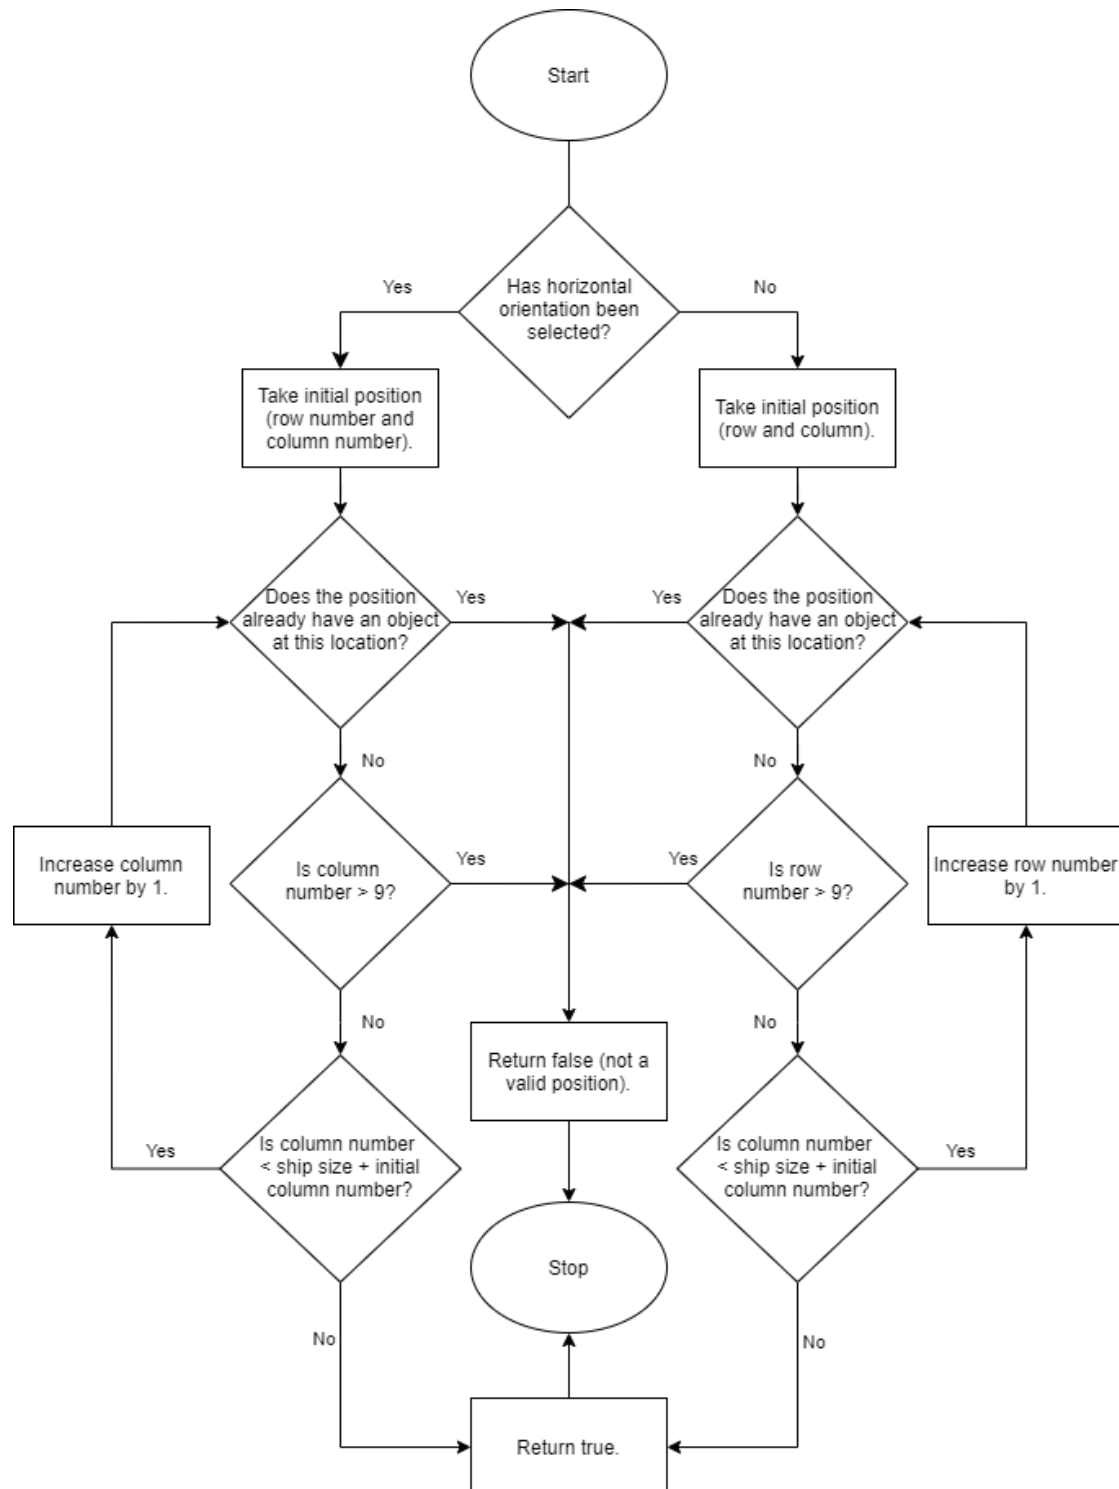 Start
Has horizontal
orientation been
selected?
Yes
No
Take initial position
(row number and
column number).
Take initial position
(row and column).
Does the position
already have an object
at this location?
Yes
Yes
Does the position
already have an object
at this location?
No
No
Increase column
number by 1.
Is column
number > 9?
Yes
Yes
Is row
number > 9?
Increase row number
by 1.
No
No
Return false (not a
valid position).
Yes
Is column number
< ship size + initial
column number?
Is column number
< ship size + initial
column number?
Yes
Stop
No
No
Return true.